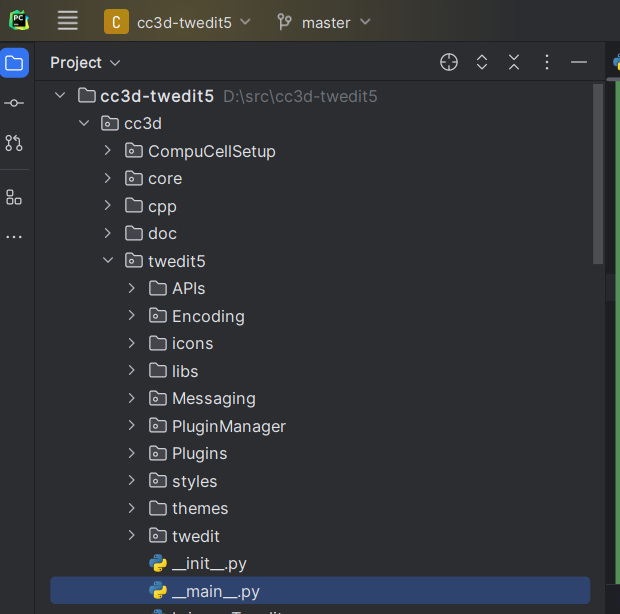 PC
C cc3d-twedit5 master
Project
cc3d-twedit5 D:\src\cc3d-twedit5
cc3d
CompuCellSetup
core
cpp
doc
twedit5
APIs
Encoding
icons
libs
Messaging
PluginManager
Plugins
styles
themes
twedit
__init__.py
__main__.py